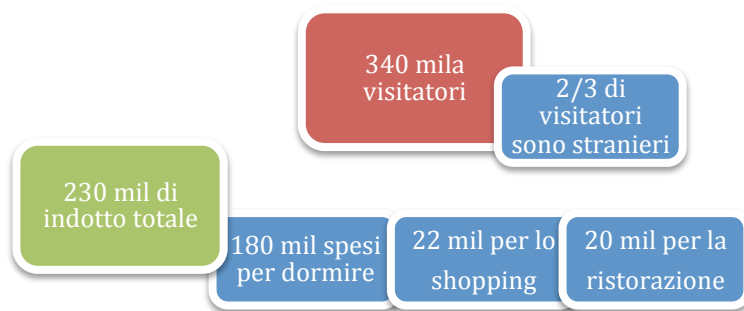 340 mila
visitatori
2/3 di
visitatori
sono stranieri
230 mil di
indotto totale
180 mil spesi
per dormire
22 mil per lo
shopping
20 mil per la
ristorazione